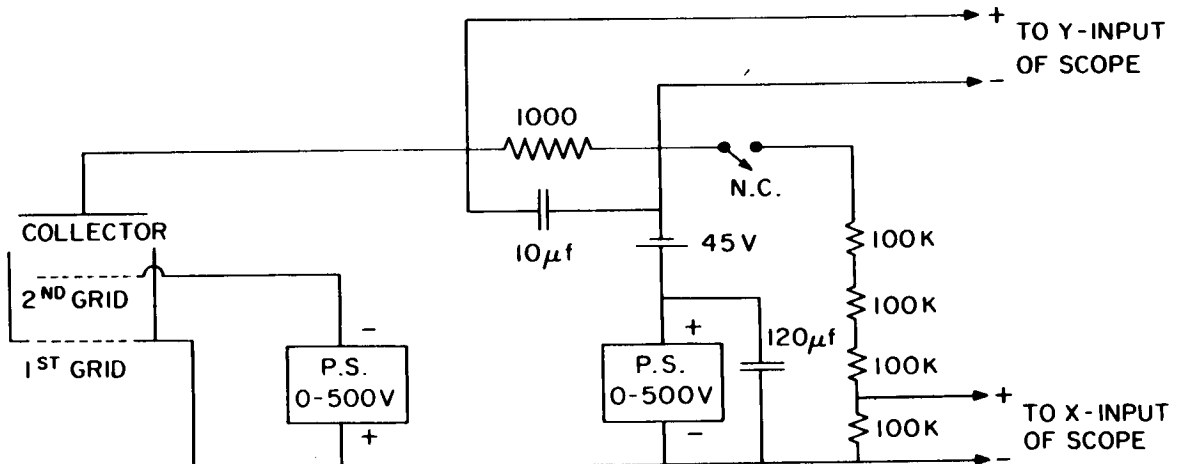 +
TO Y-INPUT
OF SCOPE
-
1000
N.C.
COLLECTOR
10μf
45V
100K
2ND GRID
100K
-
+
120μf
1ST GRID
P.S.
0-500V
P.S.
0-500V
100K
+
-
+
TO X-INPUT
OF SCOPE
100K
-